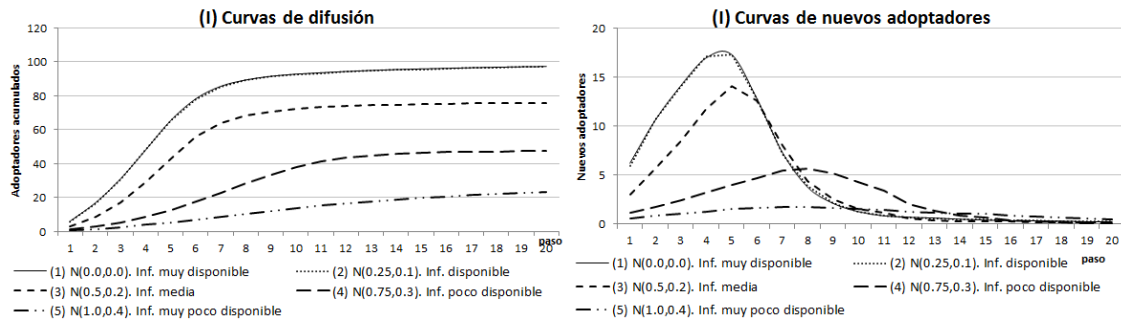 (I) Curvas de difusión
Adoptadores acumulados
120
100
80
60
40
20
0
1 2 3 4 5 6 7 8 9 10 11 12 13 14 15 16 17 18 19 20
paso
(1) N(0.0,0.0). Inf. muy disponible
(2) N(0.25,0.1). Inf. disponible
(3) N(0.5,0.2). Inf. media
(4) N(0.75,0.3). Inf. poco disponible
(5) N(1.0,0.4). Inf. muy poco disponible
(I) Curvas de nuevos adoptadores
Nuevos adoptadores
20
15
10
5
0
1 2 3 4 5 6 7 8 9 10 11 12 13 14 15 16 17 18 19 20
paso
(1) N(0.0,0.0). Inf. muy disponible
(2) N(0.25,0.1). Inf. disponible
(3) N(0.5,0.2). Inf. media
(4) N(0.75,0.3). Inf. poco disponible
(5) N(1.0,0.4). Inf. muy poco disponible